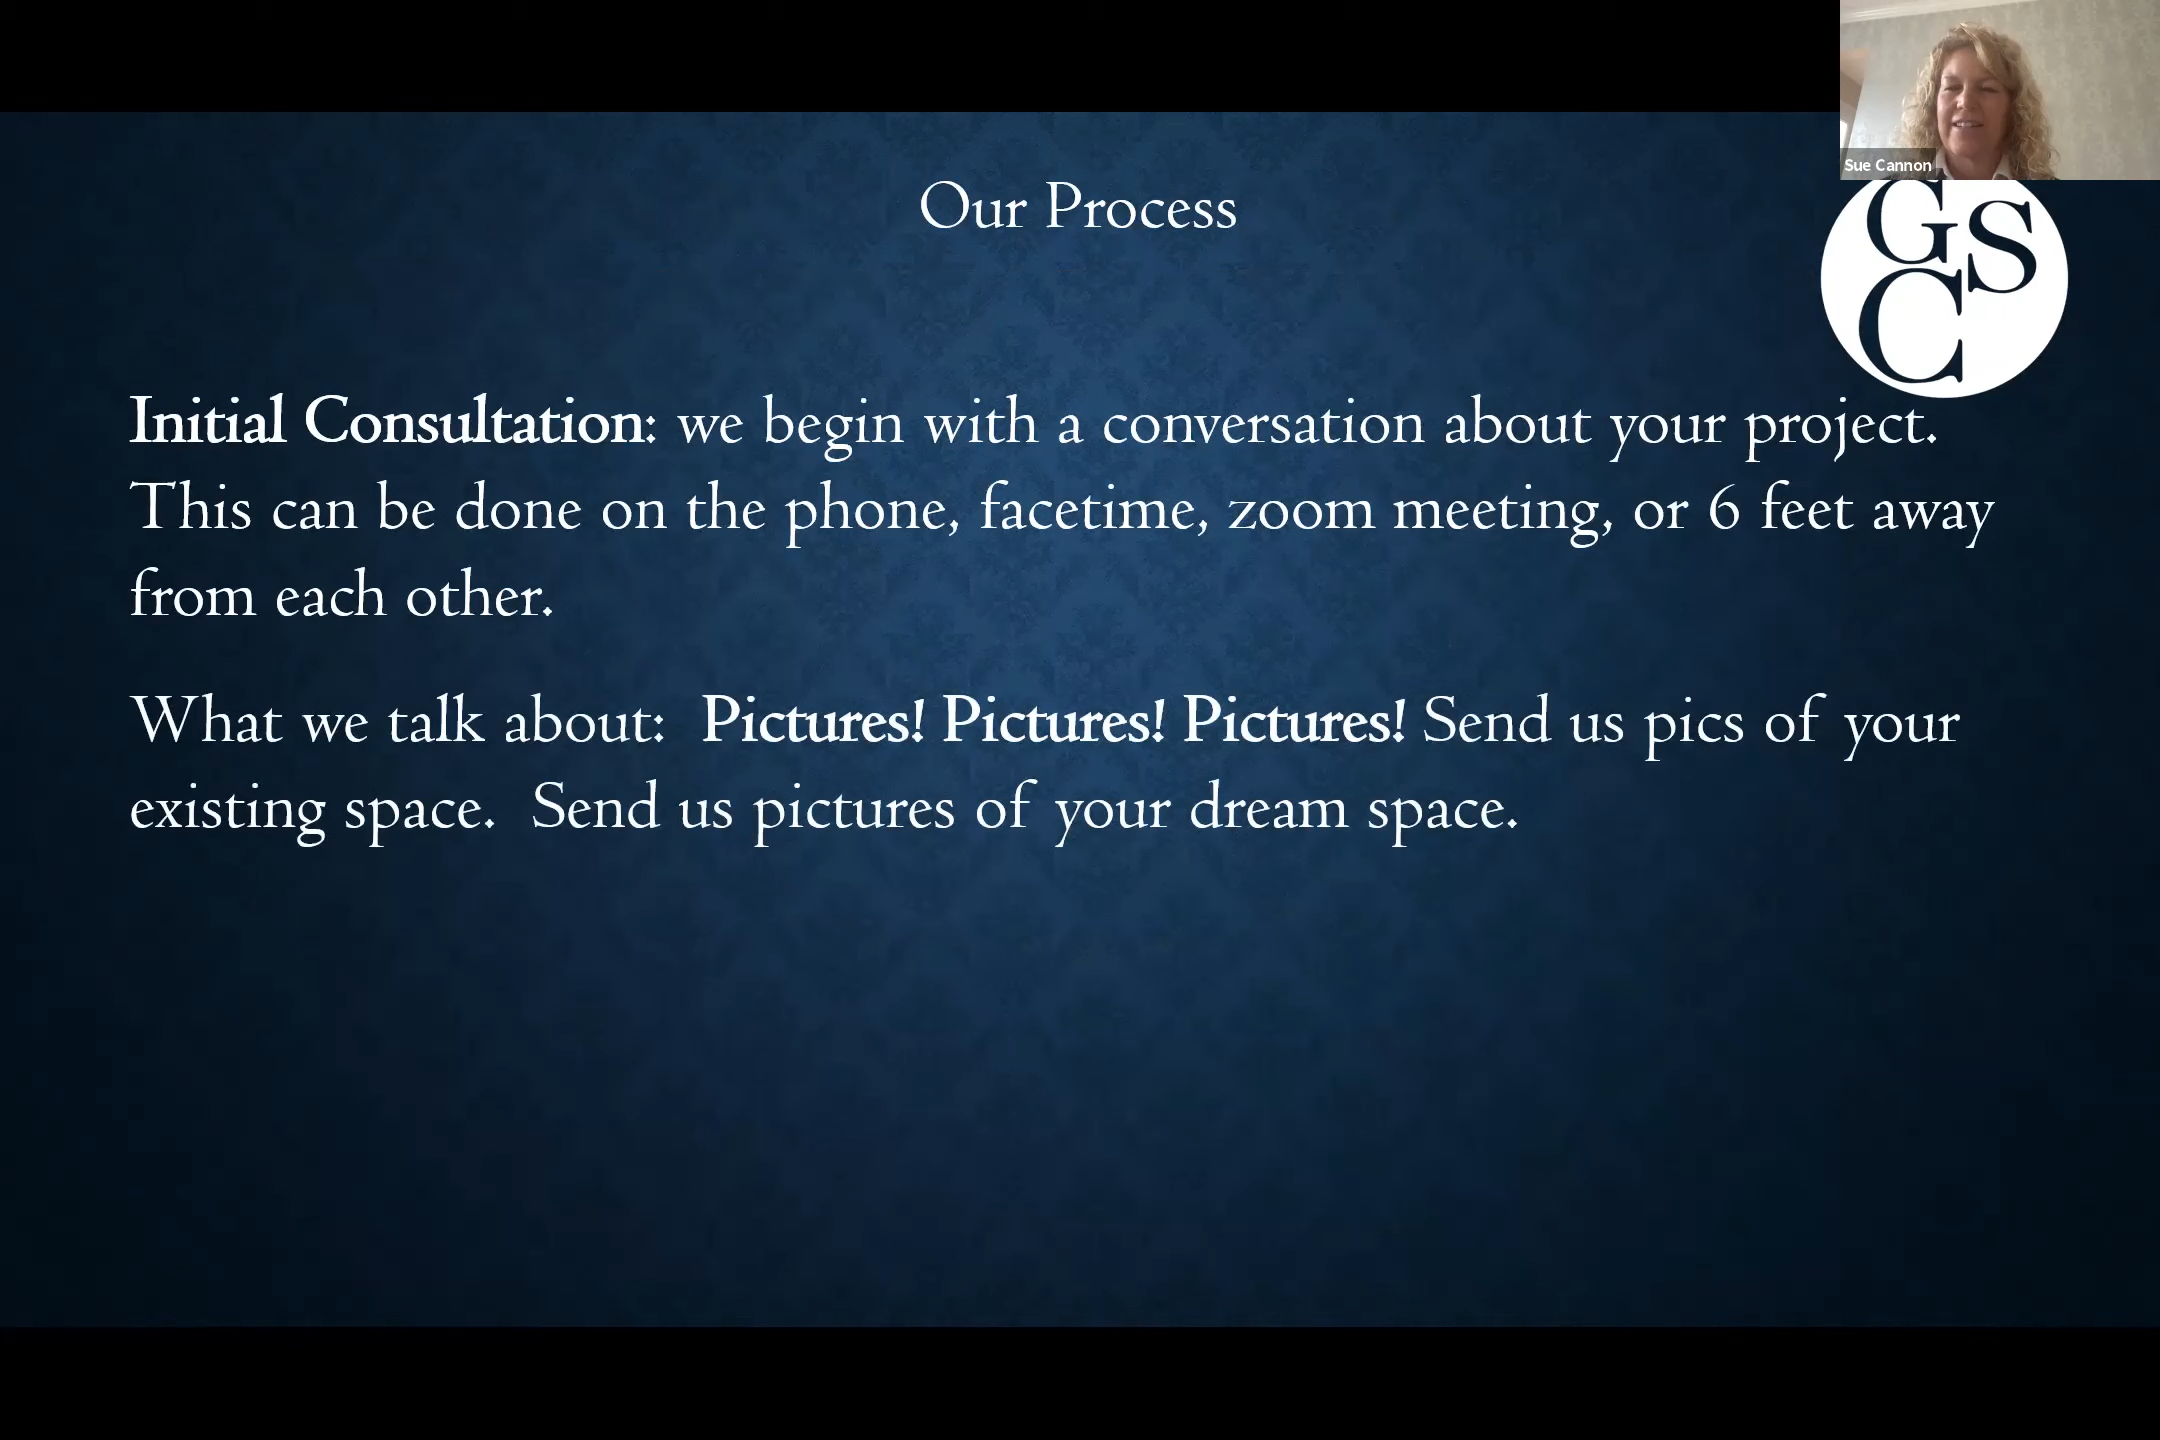 Sue Cannon
Our Process
G
S
C
Initial Consultation: we begin with a conversation about your project.
This can be done on the phone, facetime, zoom meeting, or 6 feet away
from each other.
What we talk about:  Pictures! Pictures! Pictures! Send us pics of your
existing space.  Send us pictures of your dream space.